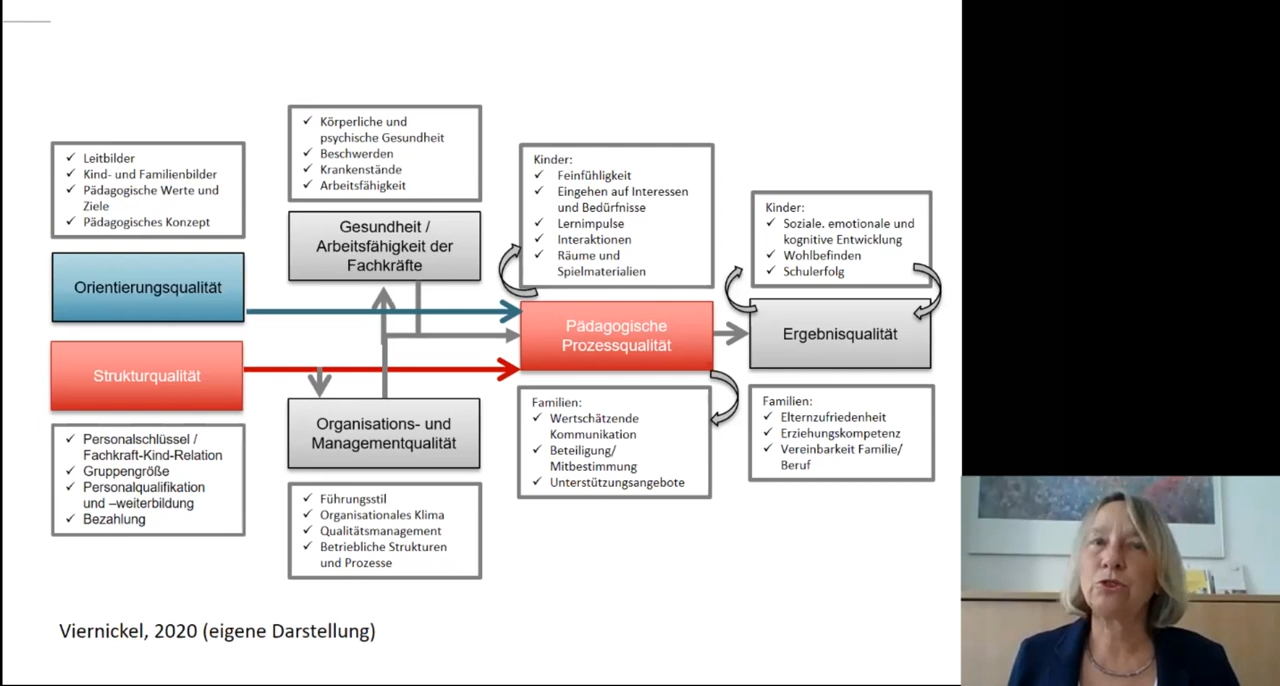 Leitbilder
Kind- und Familienbilder
Pädagogische Werte und
Ziele
Pädagogisches Konzept
Orientierungsqualität
Strukturqualität
Personalschlüssel /
Fachkraft-Kind-Relation
Gruppengröße
Personalqualifikation
und –weiterbildung
Bezahlung
Körperliche und
psychische Gesundheit
Beschwerden
Krankenstände
Arbeitsfähigkeit
Gesundheit /
Arbeitsfähigkeit der
Fachkräfte
Organisations- und
Managementqualität
Führungsstil
Organisationales Klima
Qualitätsmanagement
Betriebliche Strukturen
und Prozesse
Kinder:
Feinfühligkeit
Eingehen auf Interessen
und Bedürfnisse
Lernimpulse
Interaktionen
Räume und
Spielmaterialien
Pädagogische
Prozessqualität
Familien:
Wertschätzende
Kommunikation
Beteiligung/
Mitbestimmung
Unterstützungsangebote
Kinder:
Soziale. emotionale und
kognitive Entwicklung
Wohlbefinden
Schulerfolg
Ergebnisqualität
Familien:
Elternzufriedenheit
Erziehungskompetenz
Vereinbarkeit Familie/
Beruf
Viernickel, 2020 (eigene Darstellung)